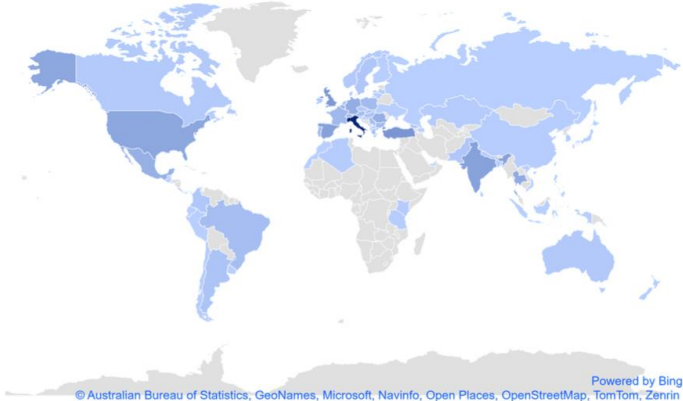 Powered by Bing
© Australian Bureau of Statistics, GeoNames, Microsoft, Navinfo, Open Places, OpenStreetMap, TomTom, Zenrin